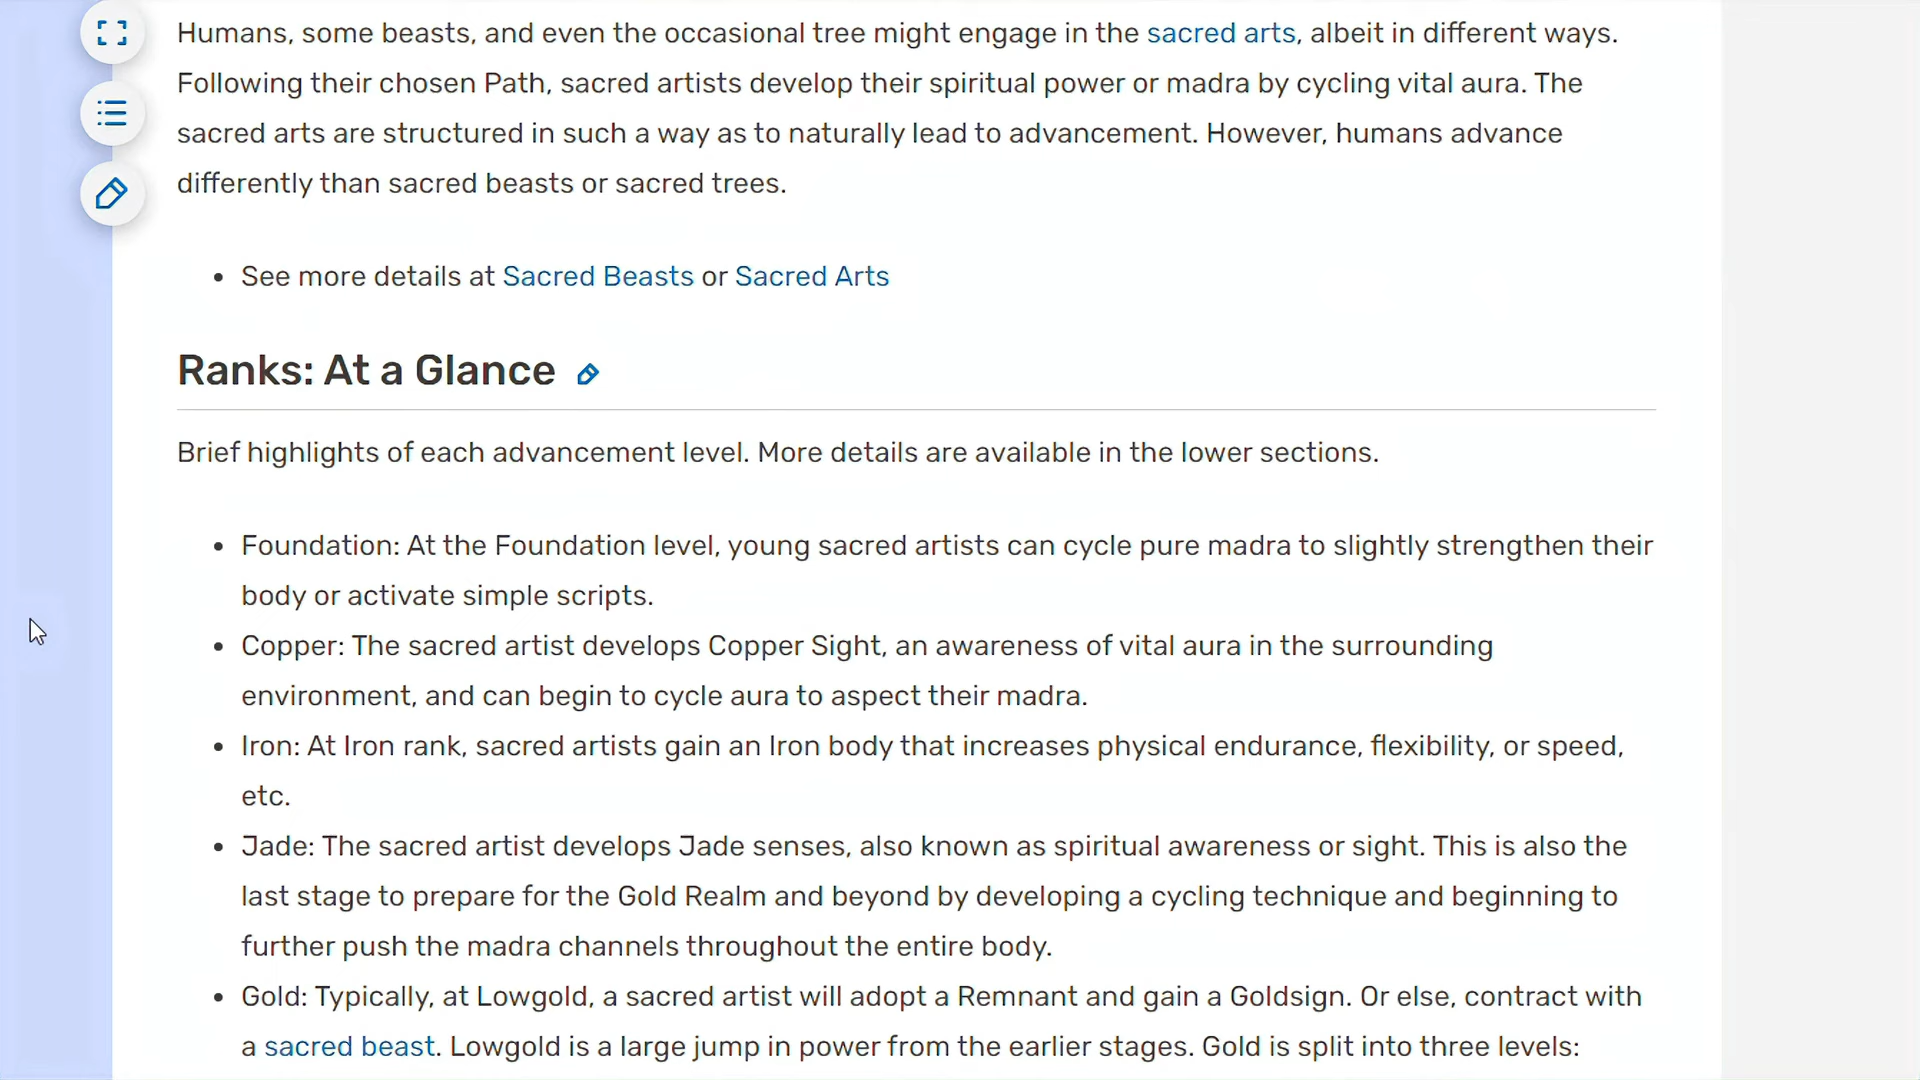 Humans, some beasts, and even the occasional tree might engage in the sacred arts, albeit in different ways.
Following their chosen Path, sacred artists develop their spiritual power or madra by cycling vital aura. The
sacred arts are structured in such a way as to naturally lead to advancement. However, humans advance
differently than sacred beasts or sacred trees.
• See more details at Sacred Beasts or Sacred Arts
Ranks: At a Glance
Brief highlights of each advancement level. More details are available in the lower sections.
• Foundation: At the Foundation level, young sacred artists can cycle pure madra to slightly strengthen their
body or activate simple scripts.
• Copper: The sacred artist develops Copper Sight, an awareness of vital aura in the surrounding
environment, and can begin to cycle aura to aspect their madra.
• Iron: At Iron rank, sacred artists gain an Iron body that increases physical endurance, flexibility, or speed,
etc.
• Jade: The sacred artist develops Jade senses, also known as spiritual awareness or sight. This is also the
last stage to prepare for the Gold Realm and beyond by developing a cycling technique and beginning to
further push the madra channels throughout the entire body.
• Gold: Typically, at Lowgold, a sacred artist will adopt a Remnant and gain a Goldsign. Or else, contract with
a sacred beast. Lowgold is a large jump in power from the earlier stages. Gold is split into three levels: